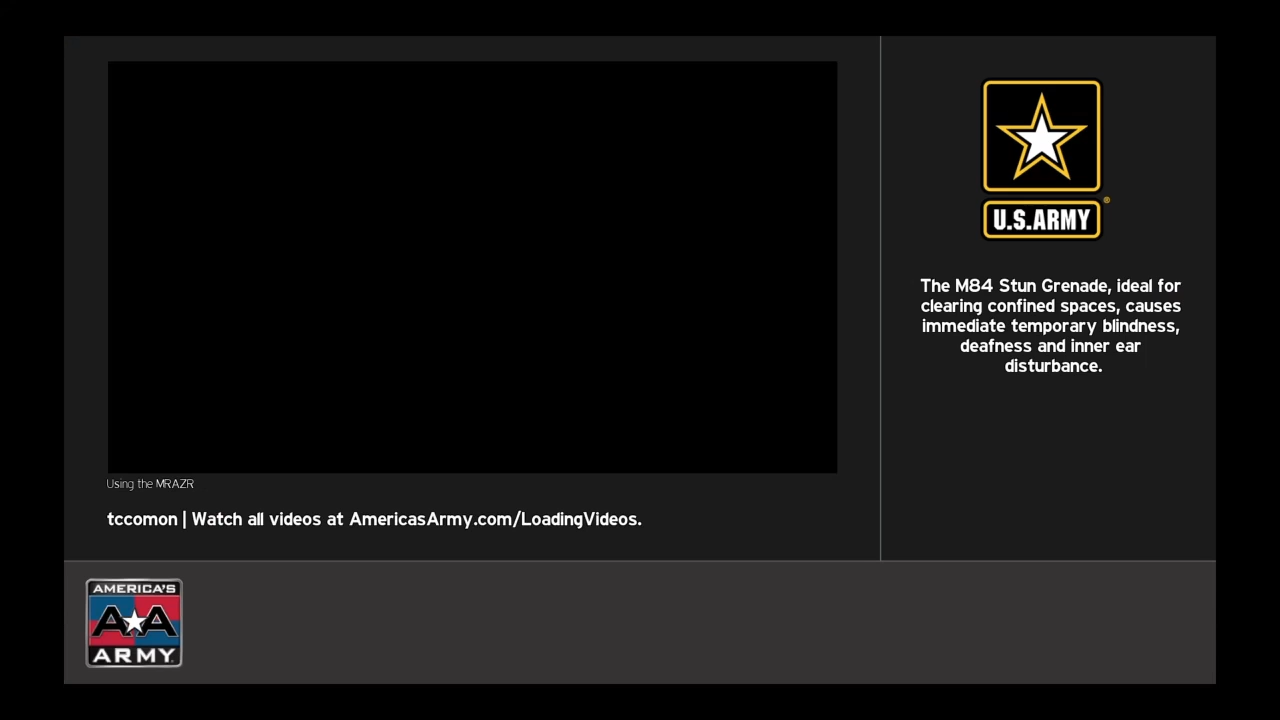 U.S.ARMY
The M84 Stun Grenade, ideal for
clearing confined spaces, causes
immediate temporary blindness,
deafness and inner ear
disturbance.
Using the MRAZR
tccomon | Watch all videos at AmericasArmy.com/LoadingVideos.
AMERICA'S
AA
ARMY